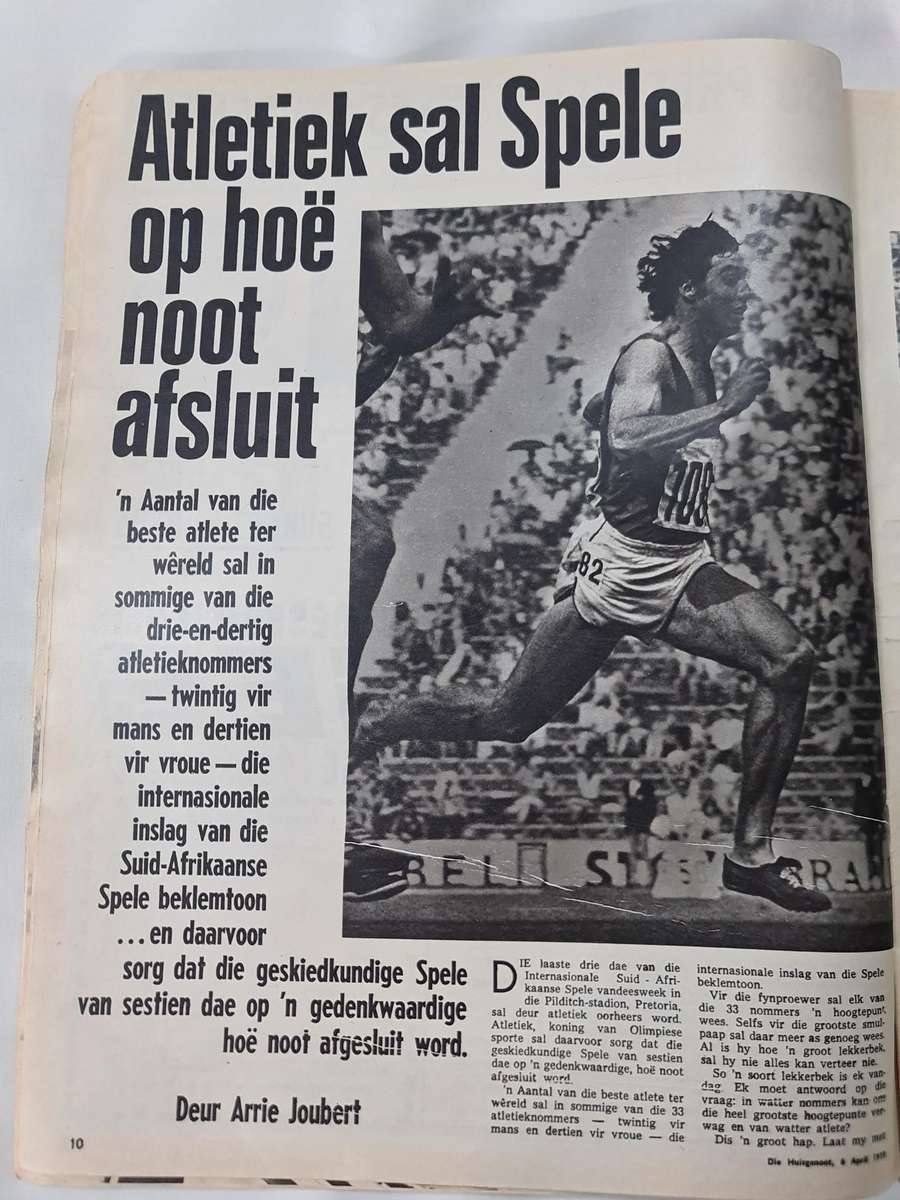 Atletiek sal Spele
op hoë
noot
afsluit
'n Aantal van die
beste atlete ter
wêreld sal in
sommige van die
drie-en-dertig
atletieknommers
— twintig vir
mans en dertien
vir vroue — die
internasionale
inslag van die
Suid-Afrikaanse
Spele beklemtoon
... en daarvoor
sorg dat die geskiedkundige Spele
van sestien dae op 'n gedenkwaardige
hoë noot afgesluit word.
Deur Arrie Joubert
108
82
BEL
ST
RA
DIE laaste drie dae van die
Internasionale Suid-Afri-
kaanse Spele vandeesweek in
die Pilditch-stadion, Pretoria,
sal deur atletiek oorheers word.
Atletiek, koning van Olimpiese
sporte sal daarvoor sorg dat die
geskiedkundige Spele van sestien
dae op 'n gedenkwaardige, hoë noot
afgesluit word.
'n Aantal van die beste atlete ter
wêreld sal in sommige van die 33
atletieknommers — twintig vir
mans en dertien vir vroue — die
internasionale inslag van die Spele
beklemtoon.
Vir die fynproewer sal elk van
die 33 nommers 'n hoogtepunt
wees. Selfs vir die grootste smul-
paap sal daar meer as genoeg wees.
Al is hy hoe 'n groot lekkerbek,
sal hy nie alles kan verteer nie.
So 'n soort lekkerbek is ek van-
dag. Ek moet antwoord op die
vraag: in watter nommers kan ons
die heel grootste hoogtepunte ver-
wag en van watter atlete?
Dis 'n groot hap. Laat my met
10
Die Huisgenoot, 6 April